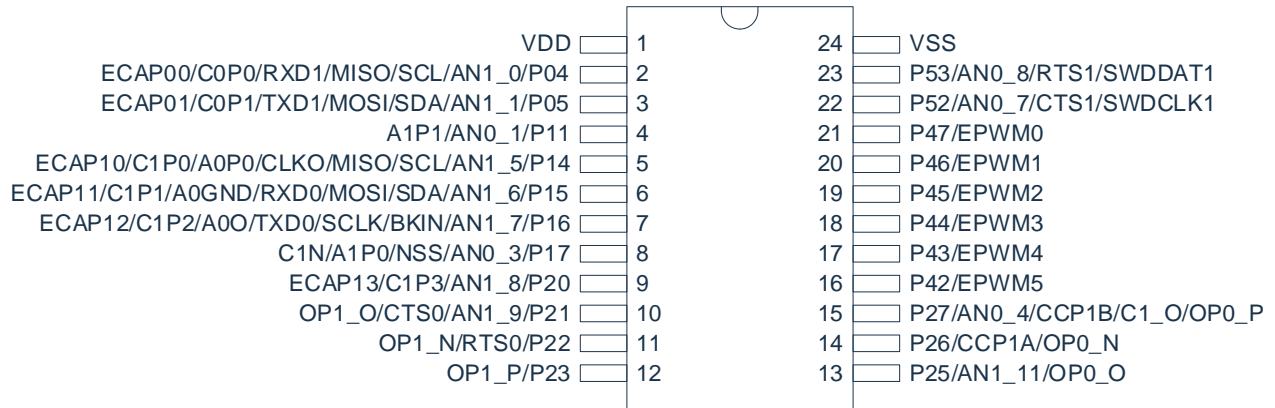 VDD 1 24 VSS
ECAP00/C0P0/RXD1/MISO/SCL/AN1_0/P04 2 23 P53/AN0_8/RTS1/SWDDAT1
ECAP01/C0P1/TXD1/MOSI/SDA/AN1_1/P05 3 22 P52/AN0_7/CTS1/SWDCLK1
A1P1/AN0_1/P11 4 21 P47/EPWM0
ECAP10/C1P0/A0P0/CLKO/MISO/SCL/AN1_5/P14 5 20 P46/EPWM1
ECAP11/C1P1/A0GND/RXD0/MOSI/SDA/AN1_6/P15 6 19 P45/EPWM2
ECAP12/C1P2/A0O/TXD0/SCLK/BKIN/AN1_7/P16 7 18 P44/EPWM3
C1N/A1P0/NSS/AN0_3/P17 8 17 P43/EPWM4
ECAP13/C1P3/AN1_8/P20 9 16 P42/EPWM5
OP1_O/CTS0/AN1_9/P21 10 15 P27/AN0_4/CCP1B/C1_O/OP0_P
OP1_N/RTS0/P22 11 14 P26/CCP1A/OP0_N
OP1_P/P23 12 13 P25/AN1_11/OP0_O